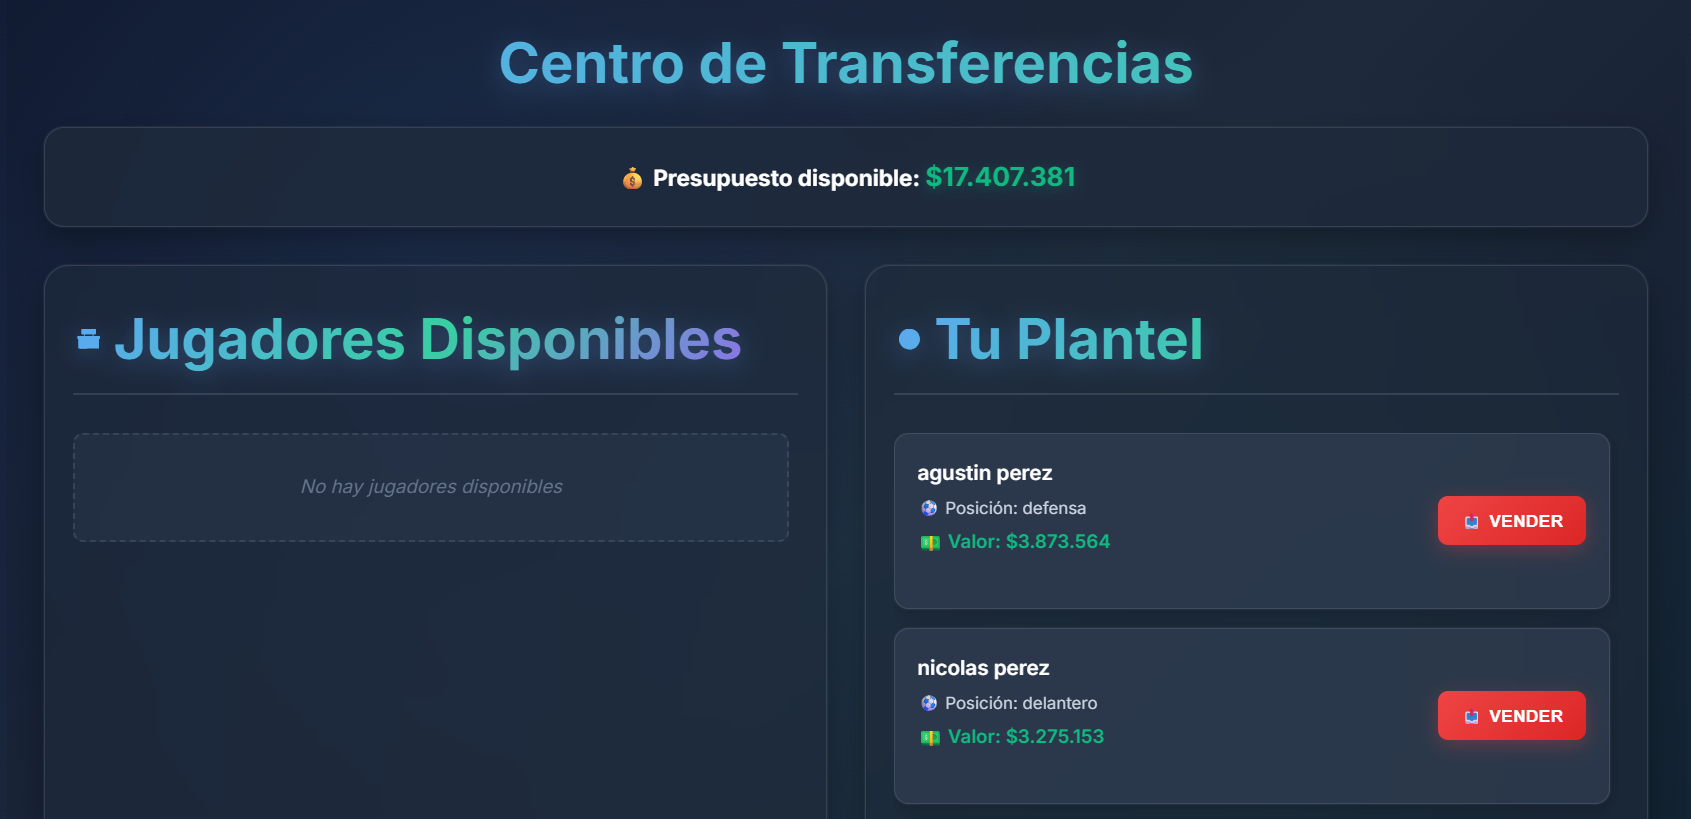 Centro de Transferencias
💰 Presupuesto disponible: $17.407.381
Jugadores Disponibles
No hay jugadores disponibles
Tu Plantel
agustin perez
⚽ Posición: defensa
💵 Valor: $3.873.564
📤 VENDER
nicolas perez
⚽ Posición: delantero
💵 Valor: $3.275.153
📤 VENDER